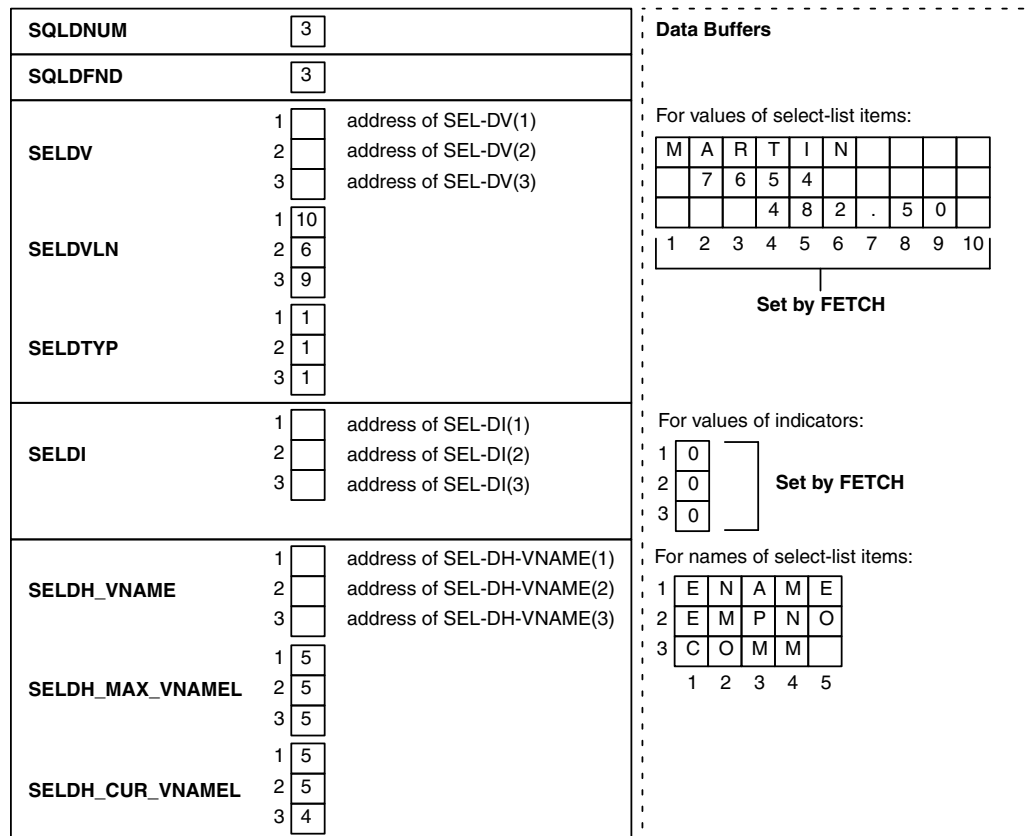 SQLDNUM 3
SQLDFND 3
SELDV
1 address of SEL-DV(1)
2 address of SEL-DV(2)
3 address of SEL-DV(3)
SELDVLN
1 10
2 6
3 9
SELDTYP
1 1
2 1
3 1
SELDI
1 address of SEL-DI(1)
2 address of SEL-DI(2)
3 address of SEL-DI(3)
SELDH_VNAME
1 address of SEL-DH-VNAME(1)
2 address of SEL-DH-VNAME(2)
3 address of SEL-DH-VNAME(3)
SELDH_MAX_VNAMEL
1 5
2 5
3 5
SELDH_CUR_VNAMEL
1 5
2 5
3 4
Data Buffers
For values of select-list items:
M A R T I N
7 6 5 4
4 8 2 . 5 0
1 2 3 4 5 6 7 8 9 10
Set by FETCH
For values of indicators:
1 0
2 0
3 0
Set by FETCH
For names of select-list items:
1 E N A M E
2 E M P N O
3 C O M M
1 2 3 4 5